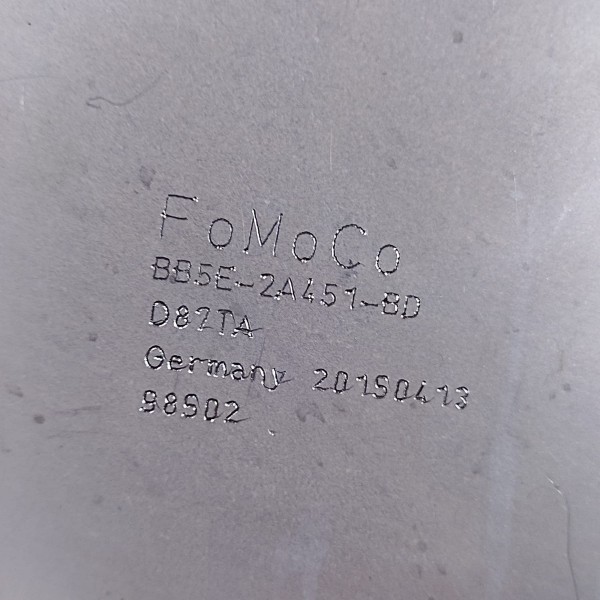 FoMoCo
BB5E-2A451-BD
D82TA
Germany 20150413
98902